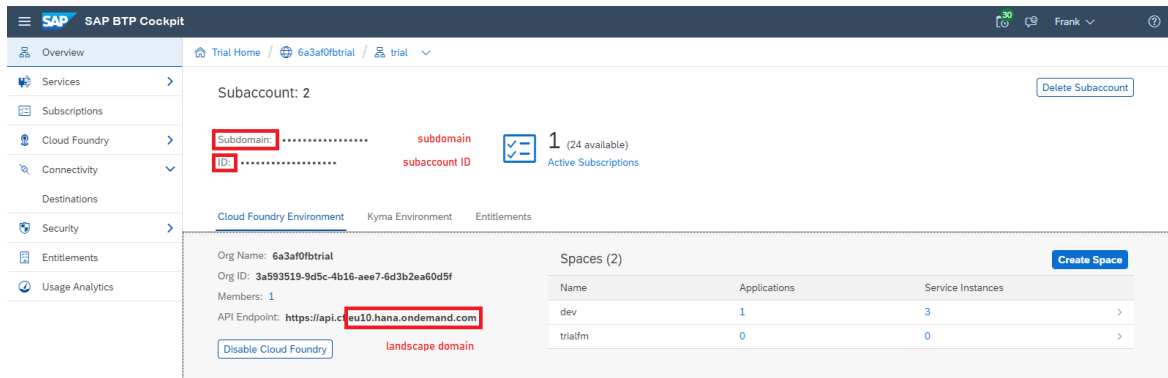 SAP SAP BTP Cockpit 30 Frank
Overview
Trial Home / 6a3af0fbtrial / trial
Services
Subaccount: 2
Delete Subaccount
Subscriptions
Cloud Foundry
Subdomain: ................. subdomain
1 (24 available)
ID: ................... subaccount ID
Active Subscriptions
Connectivity
Destinations
Cloud Foundry Environment Kyma Environment Entitlements
Security
Entitlements
Usage Analytics
Org Name: 6a3af0fbtrial
Org ID: 3a593519-9d5c-4b16-aee7-6d3b2ea60d5f
Members: 1
API Endpoint: https://api.cf.eu10.hana.ondemand.com
Disable Cloud Foundry
landscape domain
Spaces (2)
Create Space
Name Applications Service Instances
dev 1 3
trialfm 0 0